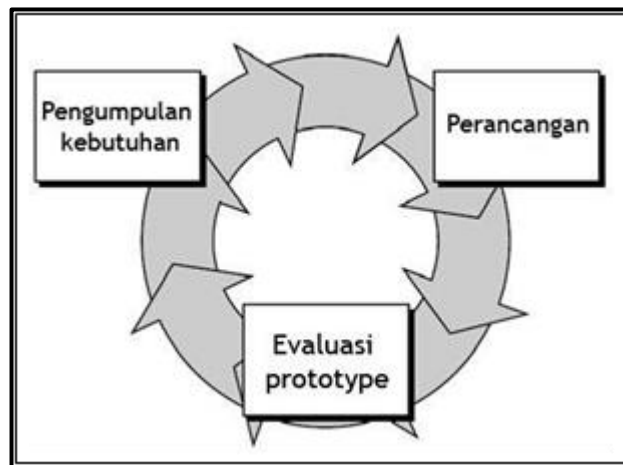 Pengumpulan
kebutuhan
Perancangan
Evaluasi
prototype